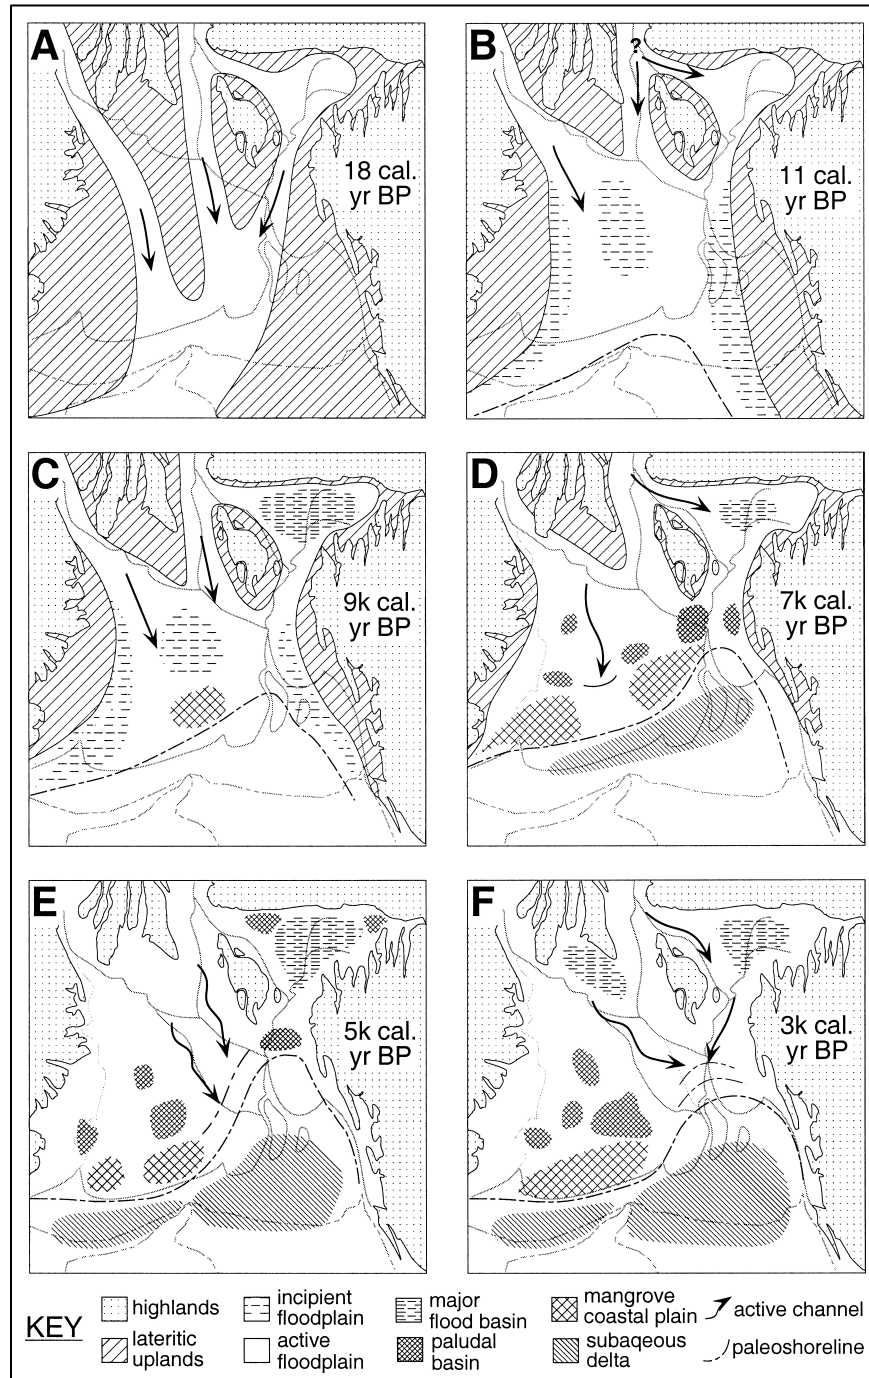 A
18 cal.
yr BP
B
?
11 cal.
yr BP
C
9k cal.
yr BP
D
7k cal.
yr BP
E
5k cal.
yr BP
F
3k cal.
yr BP
KEY
highlands
lateritic
uplands
incipient
floodplain
active
floodplain
major
flood basin
paludal
basin
mangrove
coastal plain
subaqeous
delta
active channel
paleoshoreline